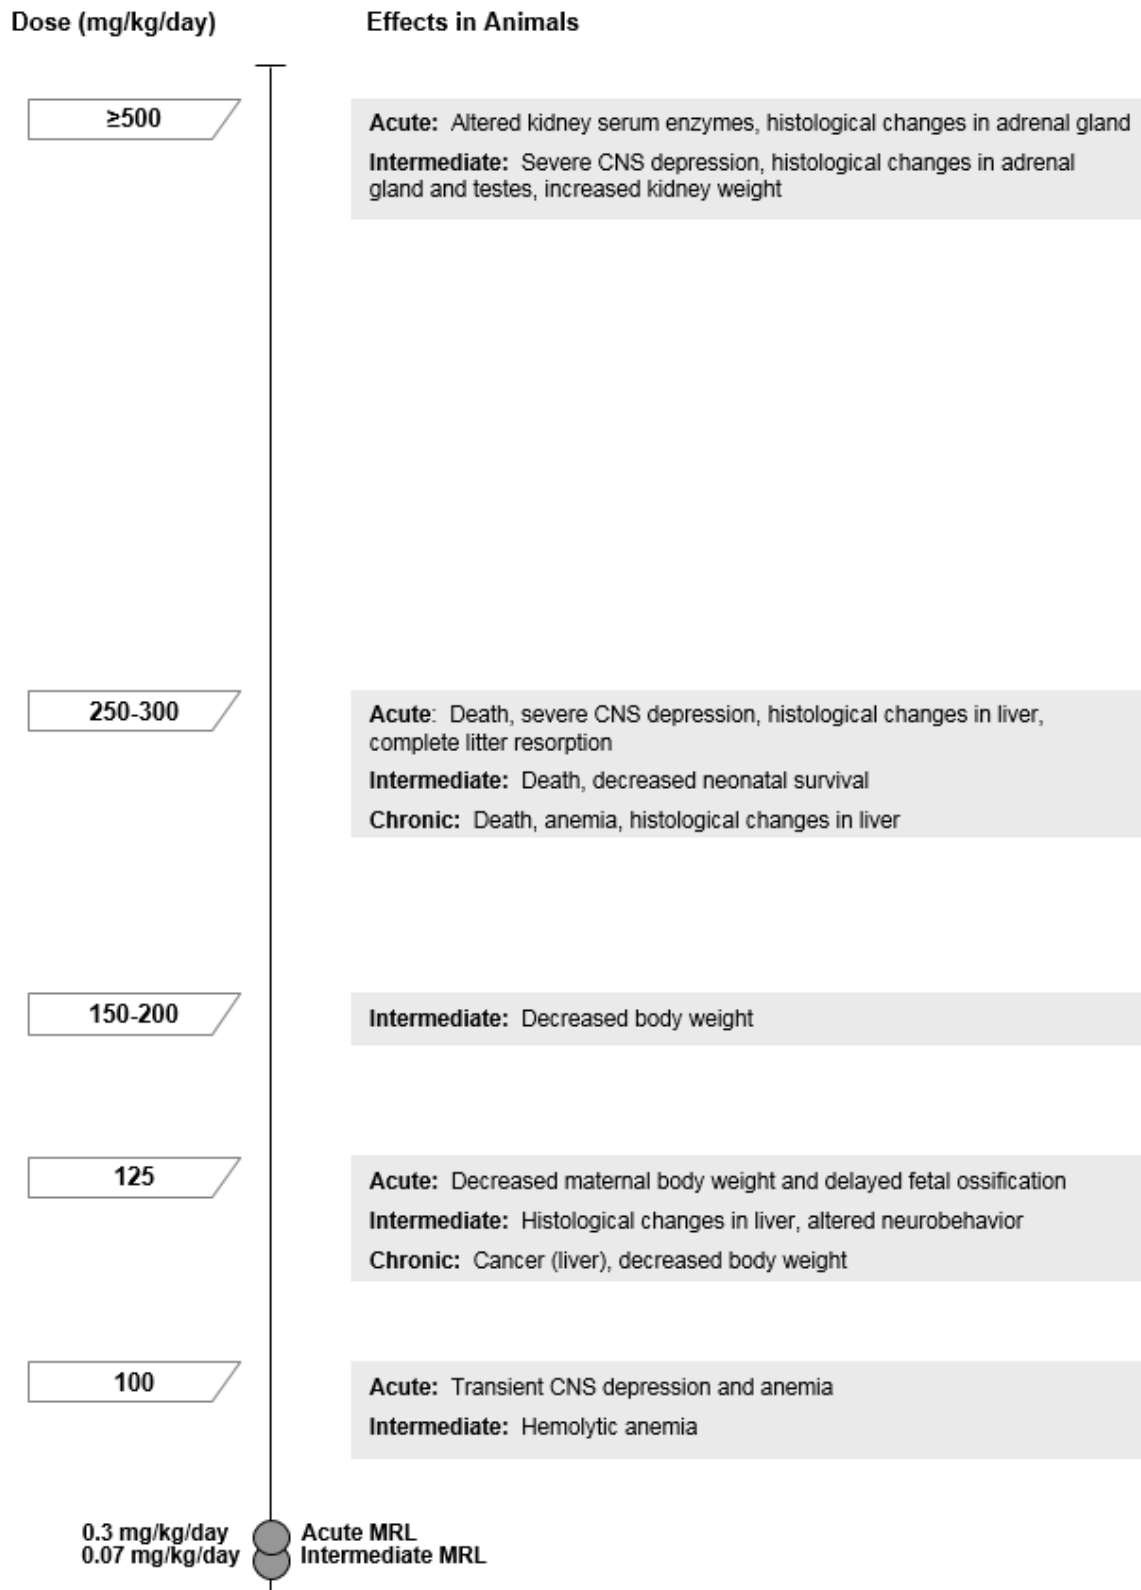 Dose (mg/kg/day) Effects in Animals
≥500
Acute: Altered kidney serum enzymes, histological changes in adrenal gland
Intermediate: Severe CNS depression, histological changes in adrenal
gland and testes, increased kidney weight
250-300
Acute: Death, severe CNS depression, histological changes in liver,
complete litter resorption
Intermediate: Death, decreased neonatal survival
Chronic: Death, anemia, histological changes in liver
150-200
Intermediate: Decreased body weight
125
Acute: Decreased maternal body weight and delayed fetal ossification
Intermediate: Histological changes in liver, altered neurobehavior
Chronic: Cancer (liver), decreased body weight
100
Acute: Transient CNS depression and anemia
Intermediate: Hemolytic anemia
0.3 mg/kg/day Acute MRL
0.07 mg/kg/day Intermediate MRL